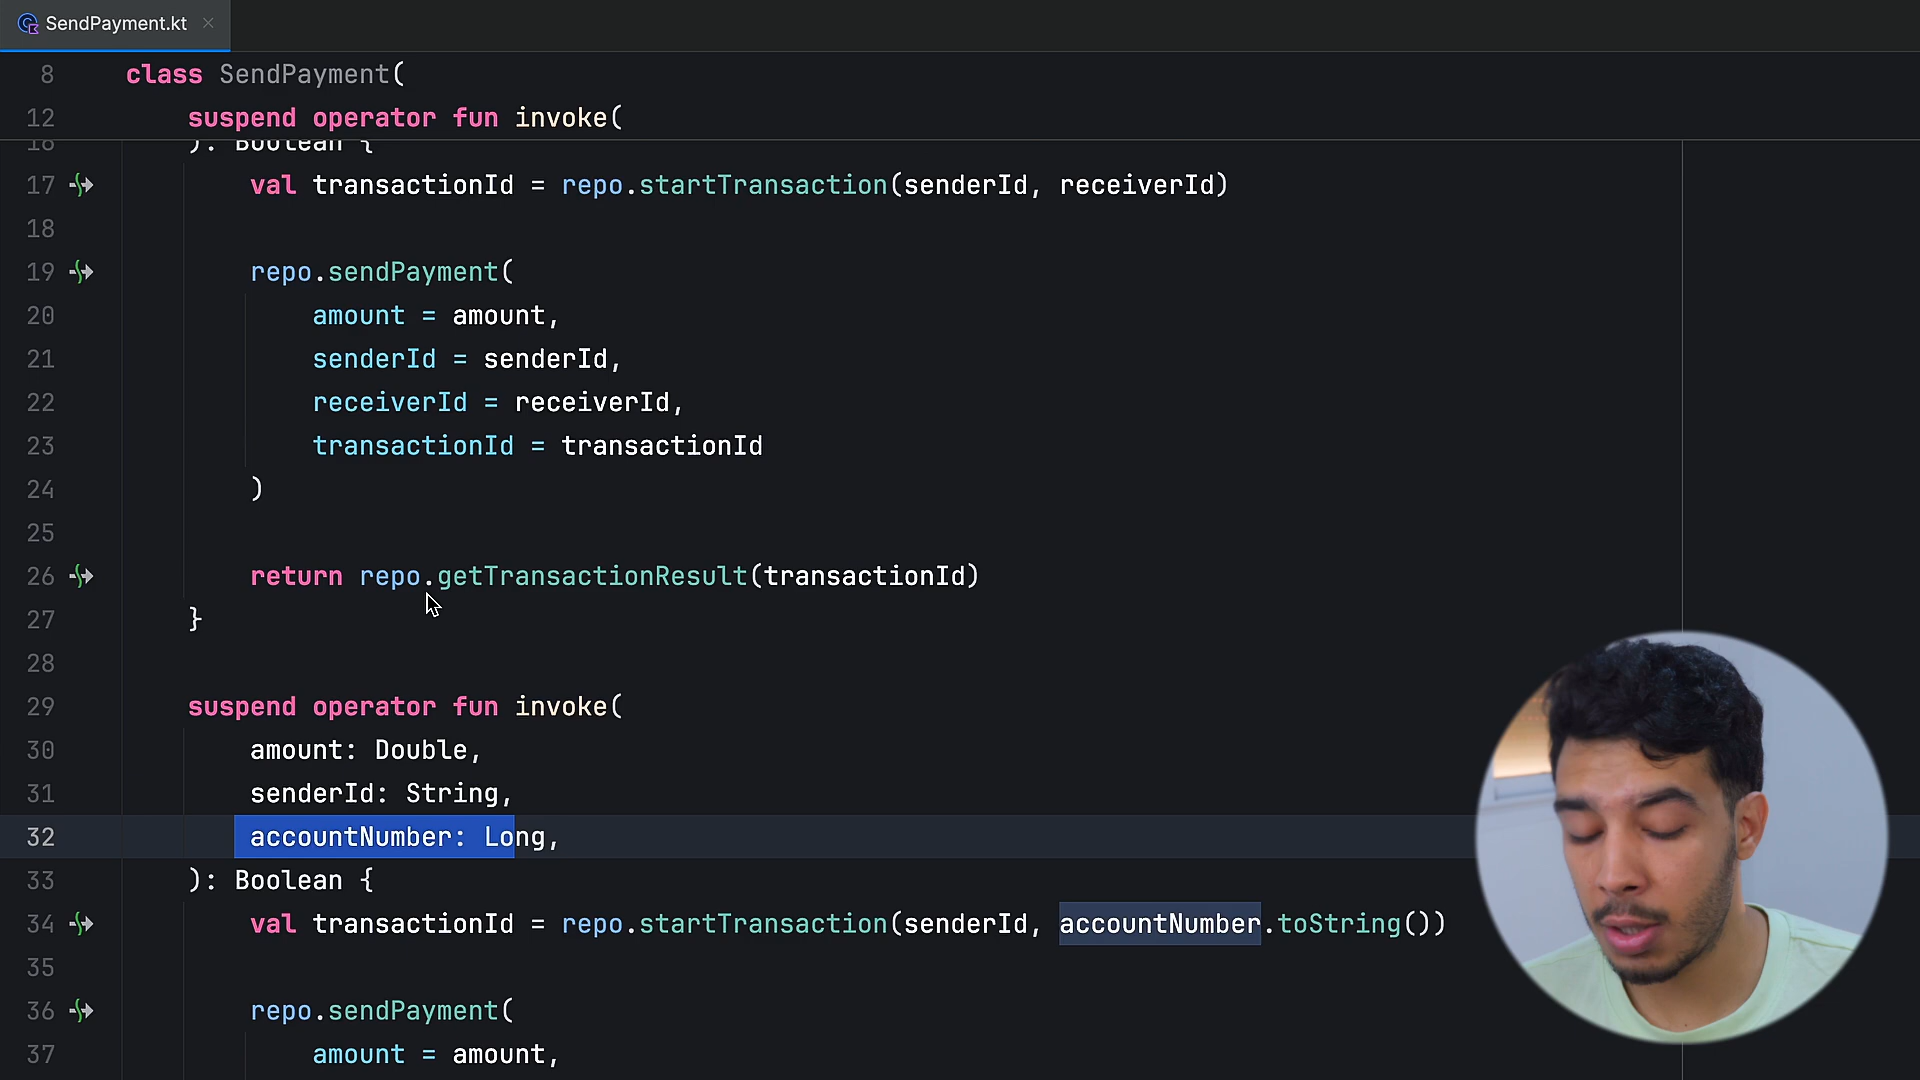 SendPayment.kt
8 class SendPayment(
12 suspend operator fun invoke(
16 ): Boolean {
17 val transactionId = repo.startTransaction(senderId, receiverId)
18
19 repo.sendPayment(
20 amount = amount,
21 senderId = senderId,
22 receiverId = receiverId,
23 transactionId = transactionId
24 )
25
26 return repo.getTransactionResult(transactionId)
27 }
28
29 suspend operator fun invoke(
30 amount: Double,
31 senderId: String,
32 accountNumber: Long,
33 ): Boolean {
34 val transactionId = repo.startTransaction(senderId, accountNumber.toString())
35
36 repo.sendPayment(
37 amount = amount,